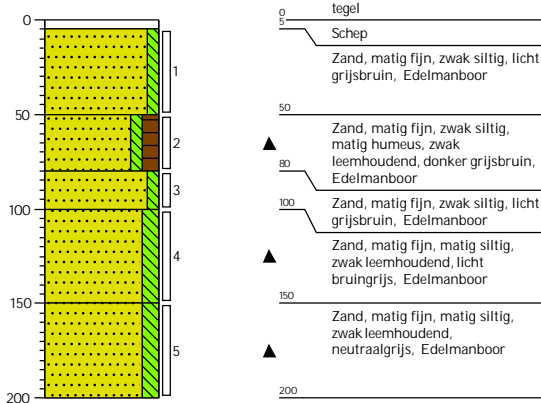 0
50
100
150
200
1
2
3
4
5
0
tegel
5
Schep
Zand, matig fijn, zwak siltig, licht
grijsbruin, Edelmanboor
50
Zand, matig fijn, zwak siltig,
matig humeus, zwak
leemhoudend, donker grijsbruin,
Edelmanboor
80
Zand, matig fijn, zwak siltig, licht
grijsbruin, Edelmanboor
100
Zand, matig fijn, matig siltig,
zwak leemhoudend, licht
bruingrijs, Edelmanboor
150
Zand, matig fijn, matig siltig,
zwak leemhoudend,
neutraalgrijs, Edelmanboor
200